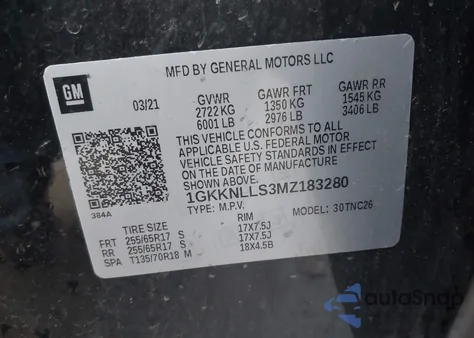 MFD BY GENERAL MOTORS LLC
GM
03/21
GVWR GAWR FRT GAWR RR
2722 KG 1350 KG 1545 KG
6001 LB 2976 LB 3406 LB
THIS VEHICLE CONFORMS TO ALL
APPLICABLE U.S. FEDERAL MOTOR
VEHICLE SAFETY STANDARDS IN EFFECT
ON THE DATE OF MANUFACTURE
SHOWN ABOVE.
1GKKNLLS3MZ183280
384A
TYPE: M.P.V. MODEL: 30TNC26
TIRE SIZE RIM
FRT 255/65R17 S 17X7.5J
RR 255/65R17 S 17X7.5J
SPA T135/70R18 M 18X4.5B
autoSnap